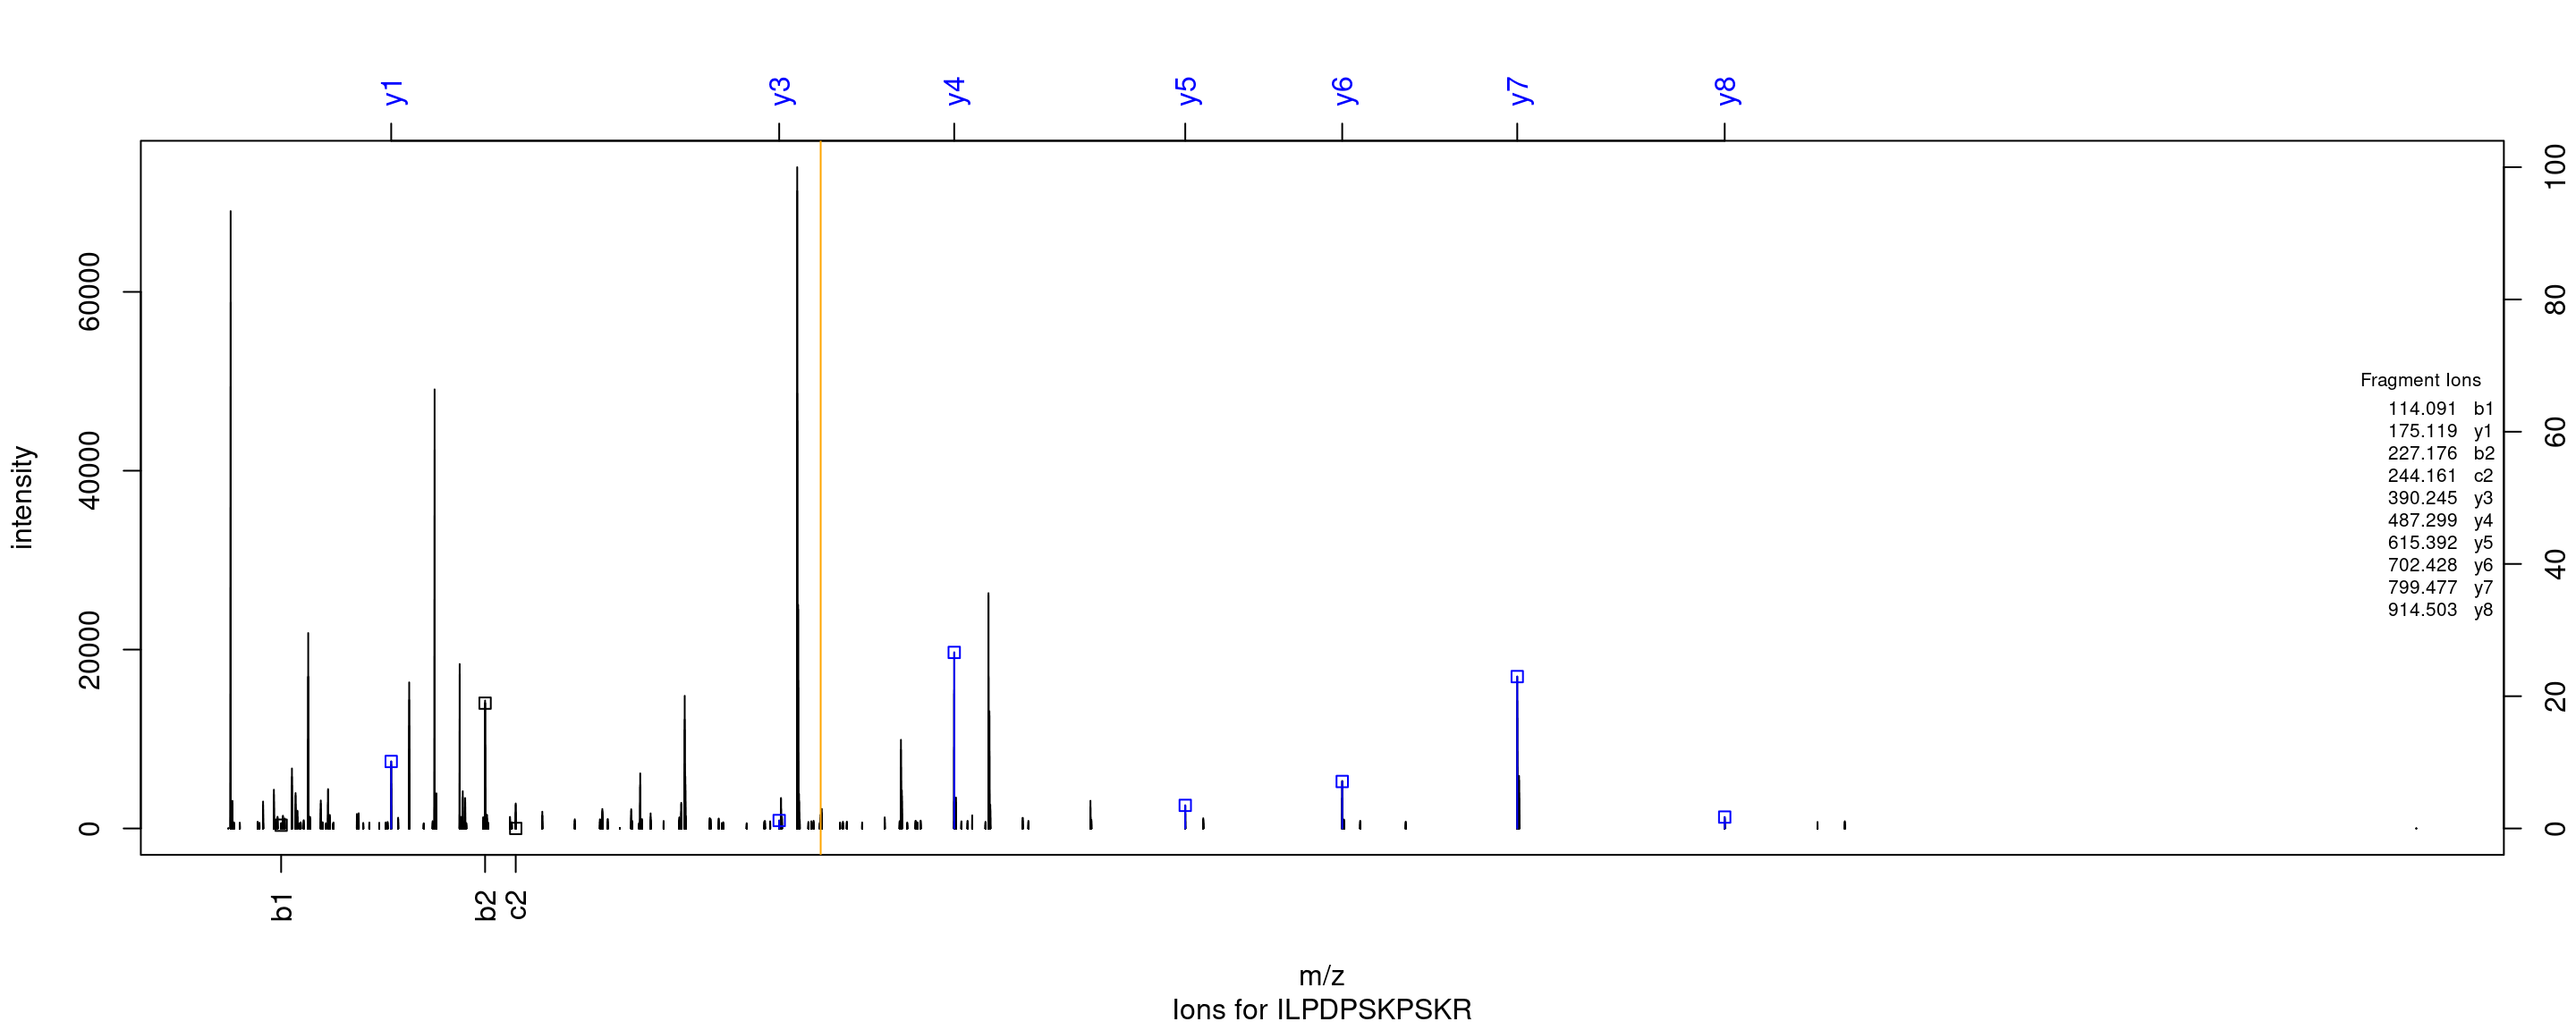 y1 y3 y4 y5 y6 y7 y8
intensity
0 20000 40000 60000
0 20 40 60 80 100
Fragment Ions
114.091 b1
175.119 y1
227.176 b2
244.161 c2
390.245 y3
487.299 y4
615.392 y5
702.428 y6
799.477 y7
914.503 y8
b1 b2 c2
m/z
Ions for ILPDPSKPSKR